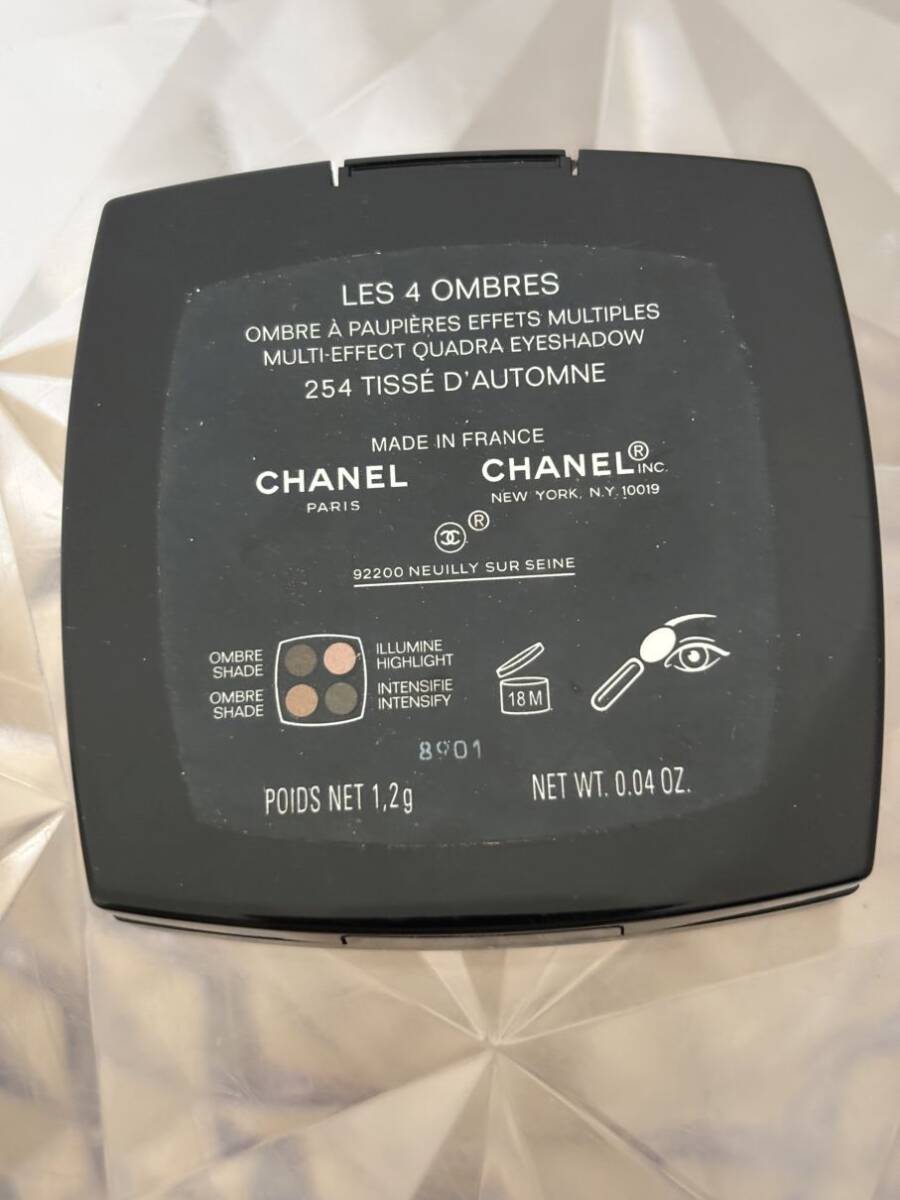 LES 4 OMBRES
OMBRE À PAUPIÈRES EFFETS MULTIPLES
MULTI-EFFECT QUADRA EYESHADOW
254 TISSÉ D'AUTOMNE
MADE IN FRANCE
CHANEL
PARIS
CHANEL® INC.
NEW YORK, N.Y. 10019
®
92200 NEUILLY SUR SEINE
OMBRE
SHADE
ILLUMINE
HIGHLIGHT
OMBRE
SHADE
INTENSIFIE
INTENSIFY
18 M
8901
POIDS NET 1,2 g
NET WT. 0.04 OZ.